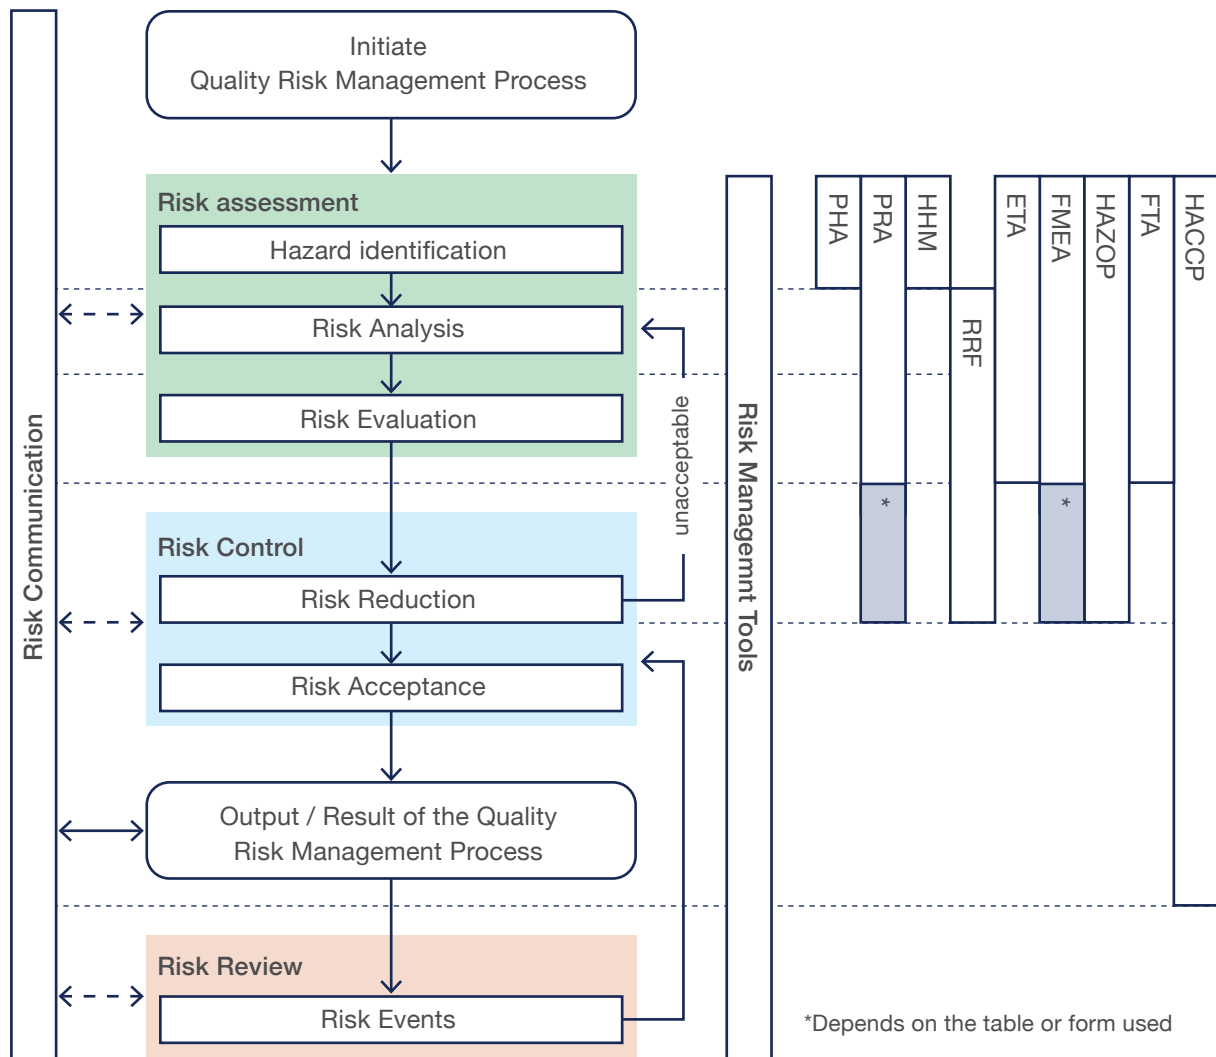 Initiate
Quality Risk Management Process
Risk assessment
Hazard identification
Risk Analysis
Risk Evaluation
Risk Control
Risk Reduction
Risk Acceptance
Output / Result of the Quality
Risk Management Process
Risk Review
Risk Events
Risk Communication
unacceptable
Risk Managemnt Tools
PHA
PRA
HHM
RRF
ETA
FMEA
HAZOP
FTA
HACCP
*
*
*Depends on the table or form used